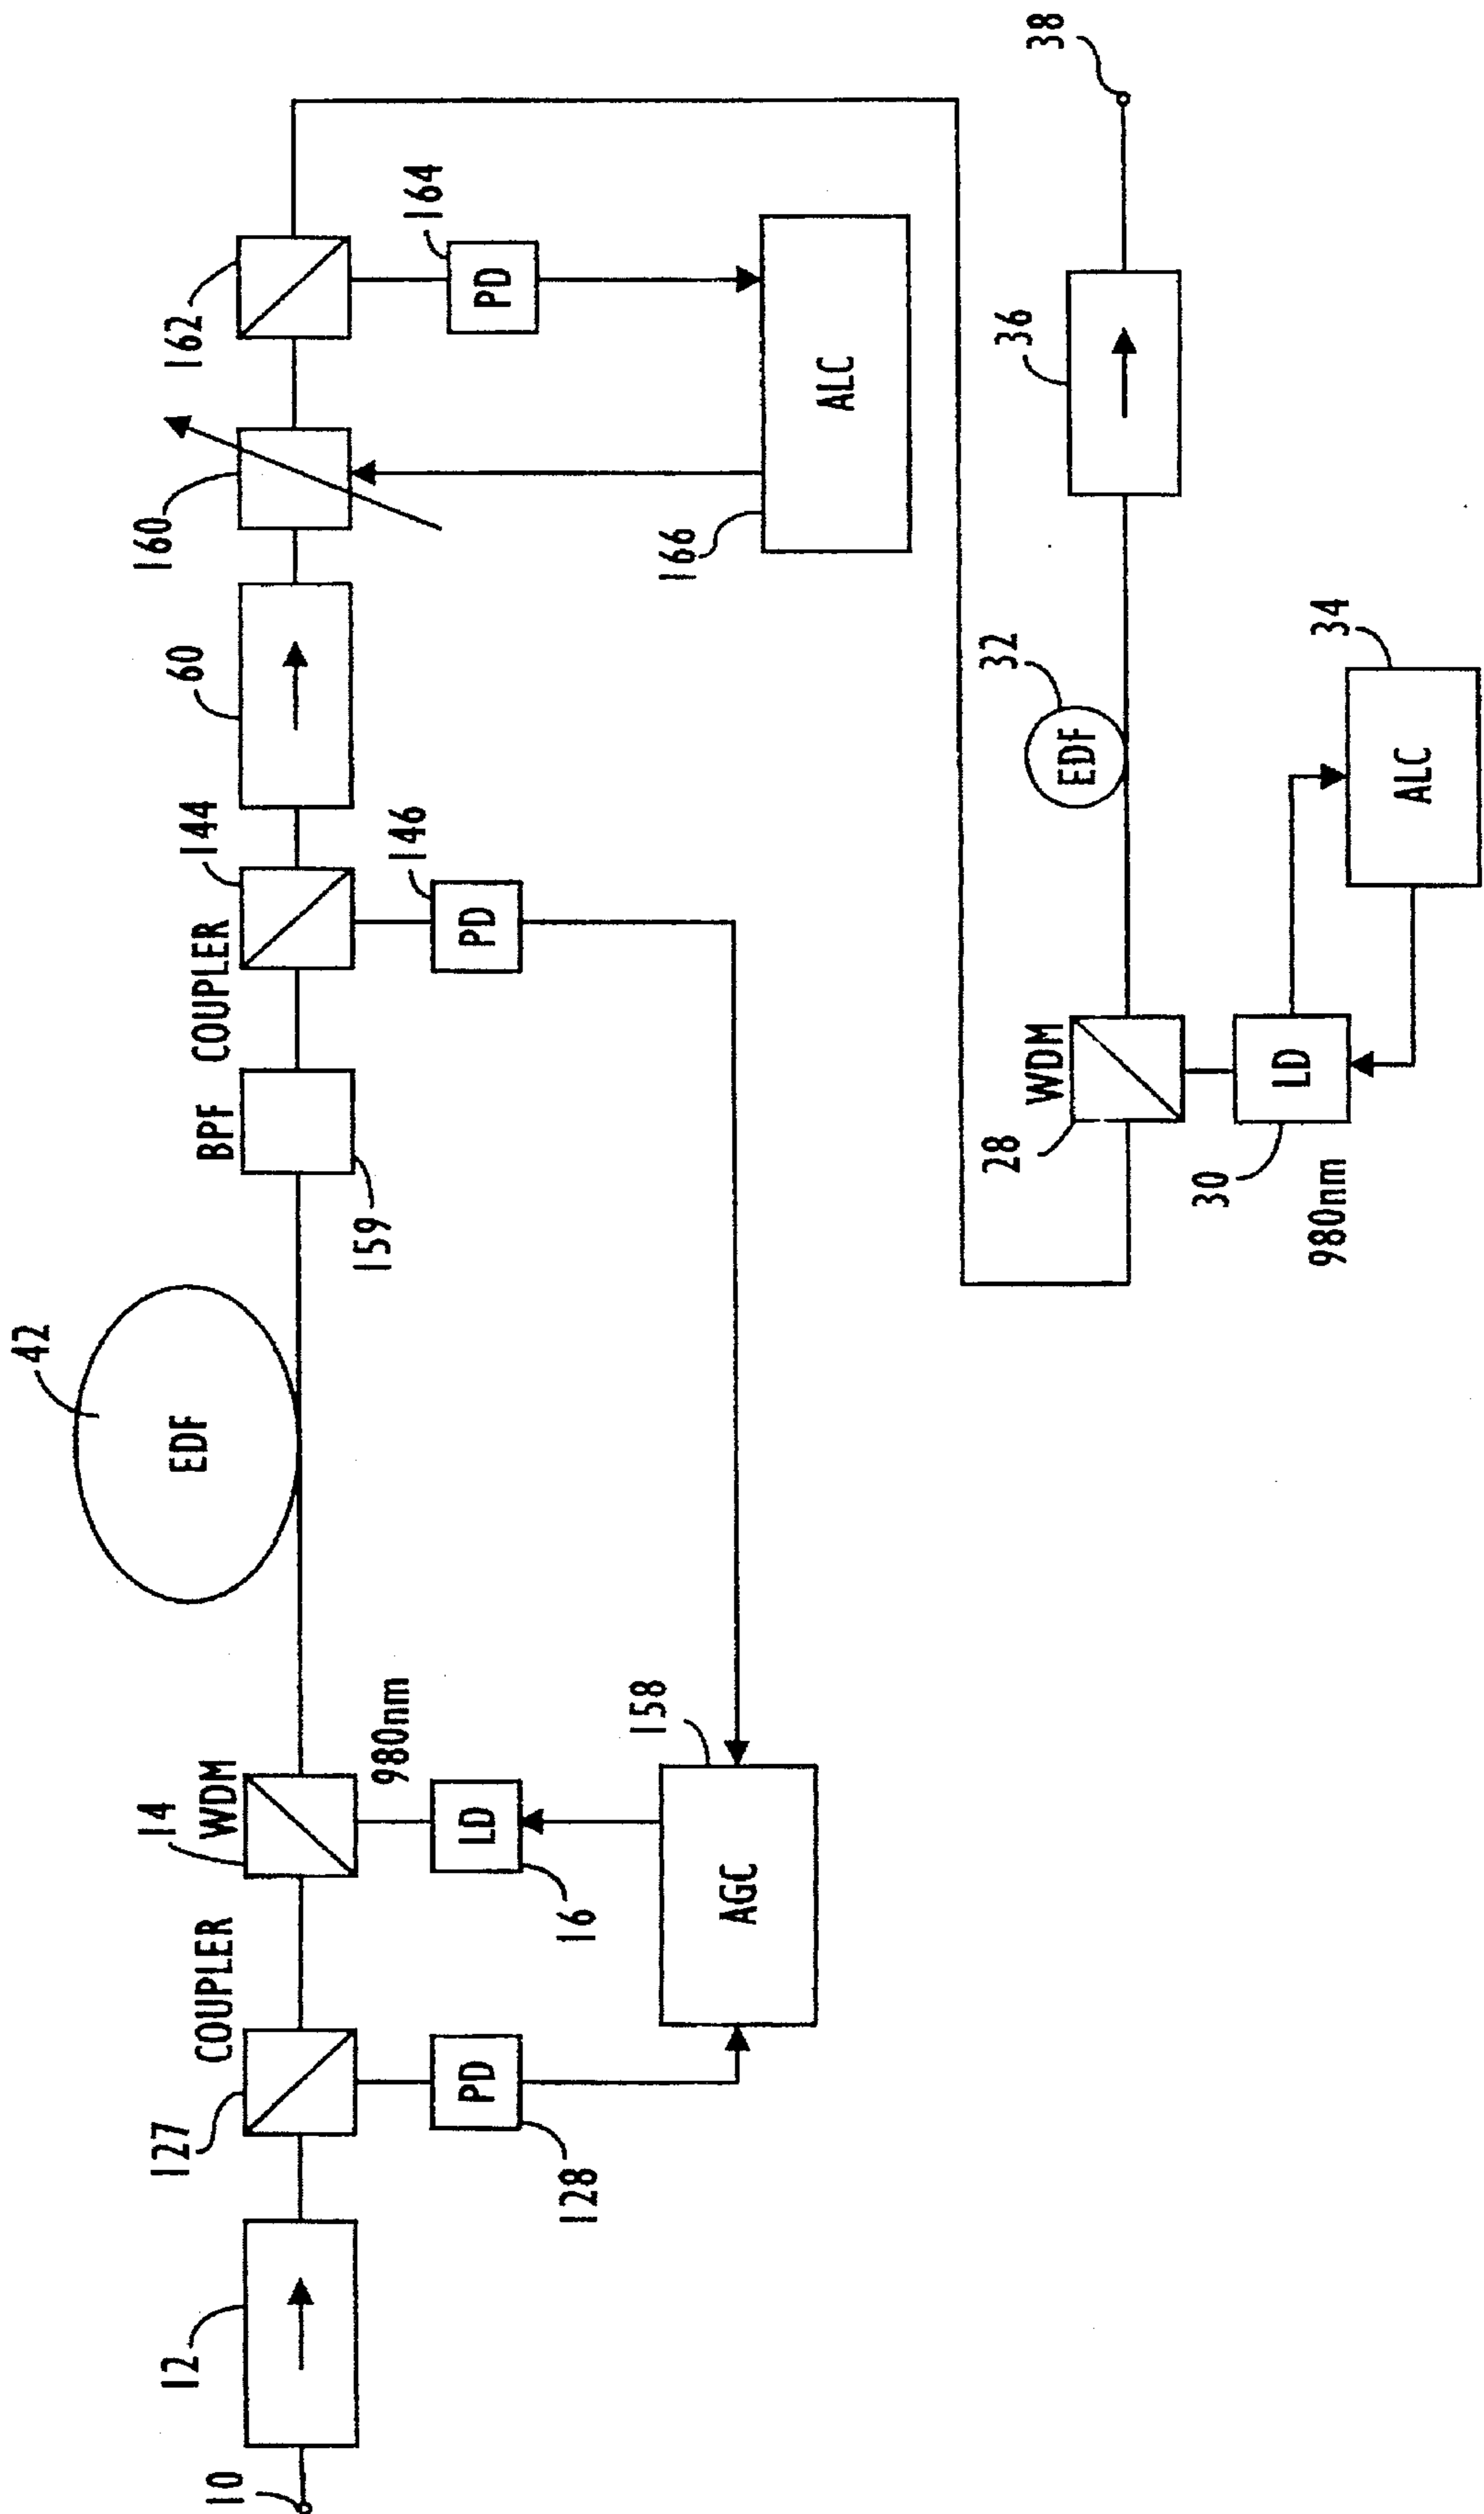 10
12
127
COUPLER
PD
128
14
WDM
980nm
LD
16
AGC
158
42
EDF
BPF
159
COUPLER
144
PD
146
60
160
162
PD
164
ALC
166
WDM
28
LD
30
980nm
EDF
32
ALC
34
36
38